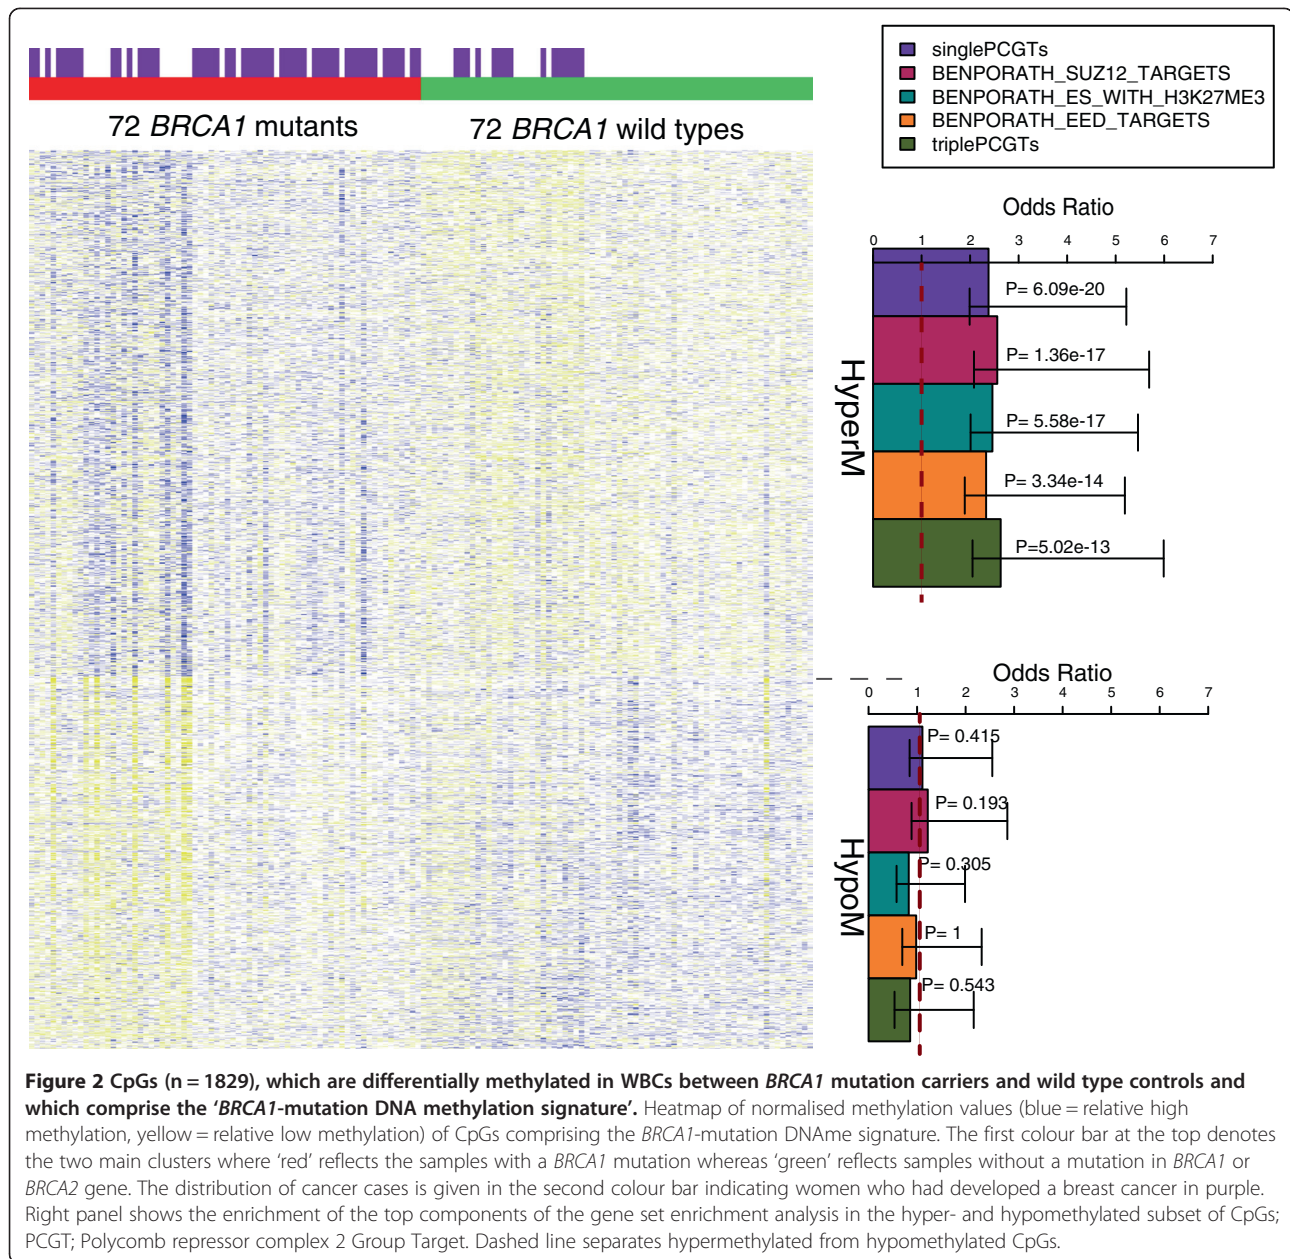 singlePCGTs
BENPORATH_SUZ12_TARGETS
BENPORATH_ES_WITH_H3K27ME3
BENPORATH_EED_TARGETS
triplePCGTs
72 BRCA1 mutants
72 BRCA1 wild types
Odds Ratio
0 1 2 3 4 5 6 7
P= 6.09e-20
P= 1.36e-17
P= 5.58e-17
P= 3.34e-14
P=5.02e-13
HyperM
Odds Ratio
0 1 2 3 4 5 6 7
P= 0.415
P= 0.193
P= 0.305
P= 1
P= 0.543
HypoM
Figure 2 CpGs (n = 1829), which are differentially methylated in WBCs between BRCA1 mutation carriers and wild type controls and
which comprise the ‘BRCA1-mutation DNA methylation signature’. Heatmap of normalised methylation values (blue = relative high
methylation, yellow = relative low methylation) of CpGs comprising the BRCA1-mutation DNAme signature. The first colour bar at the top denotes
the two main clusters where ‘red’ reflects the samples with a BRCA1 mutation whereas ‘green’ reflects samples without a mutation in BRCA1 or
BRCA2 gene. The distribution of cancer cases is given in the second colour bar indicating women who had developed a breast cancer in purple.
Right panel shows the enrichment of the top components of the gene set enrichment analysis in the hyper- and hypomethylated subset of CpGs;
PCGT; Polycomb repressor complex 2 Group Target. Dashed line separates hypermethylated from hypomethylated CpGs.